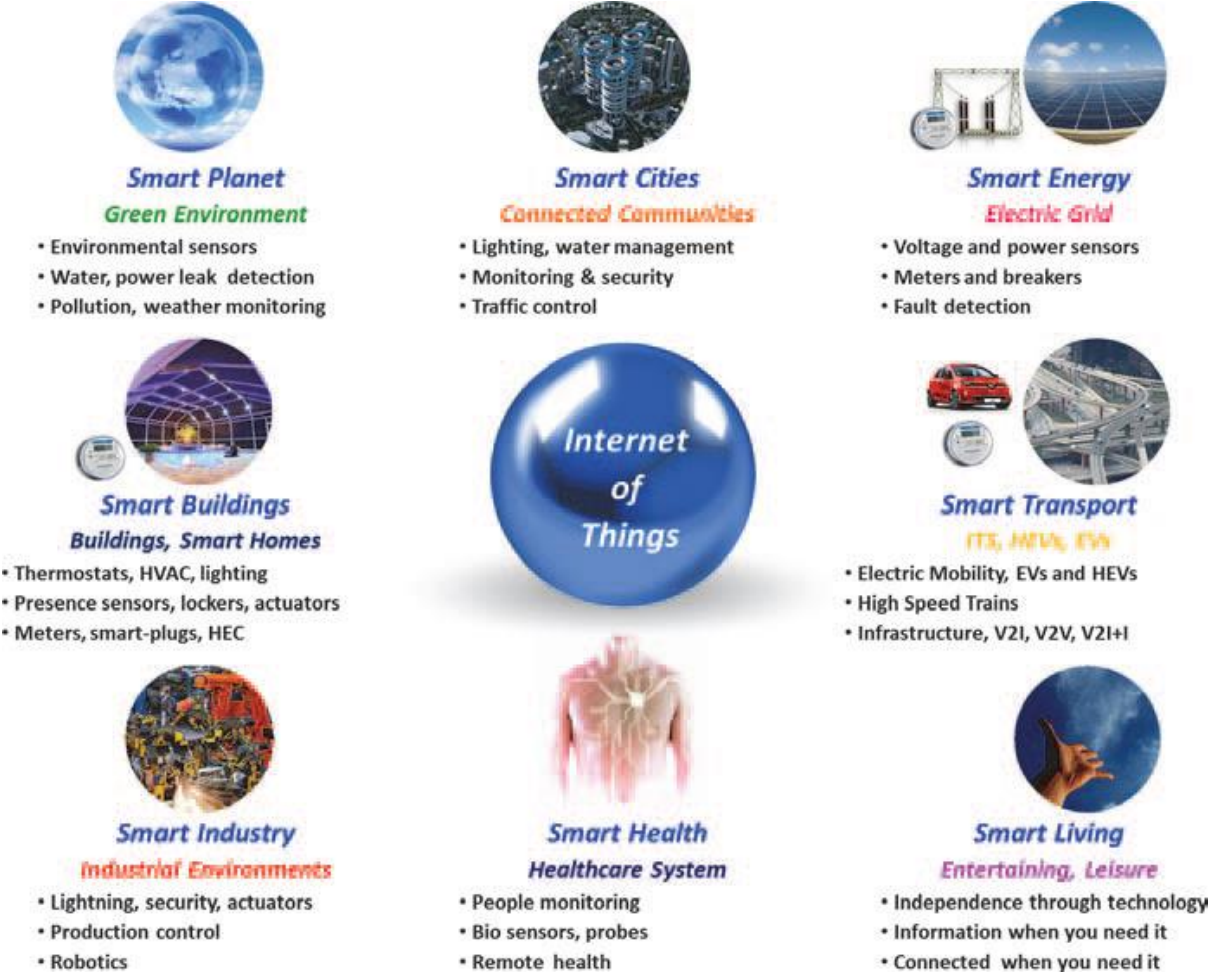 Smart Planet
Green Environment
• Environmental sensors
• Water, power leak detection
• Pollution, weather monitoring
Smart Cities
Connected Communities
• Lighting, water management
• Monitoring & security
• Traffic control
Smart Energy
Electric Grid
• Voltage and power sensors
• Meters and breakers
• Fault detection
Smart Buildings
Buildings, Smart Homes
• Thermostats, HVAC, lighting
• Presence sensors, lockers, actuators
• Meters, smart-plugs, HEC
Internet
of
Things
Smart Transport
ITS, HEVs, EVs
• Electric Mobility, EVs and HEVs
• High Speed Trains
• Infrastructure, V2I, V2V, V2I+I
Smart Industry
Industrial Environments
• Lightning, security, actuators
• Production control
• Robotics
Smart Health
Healthcare System
• People monitoring
• Bio sensors, probes
• Remote health
Smart Living
Entertaining, Leisure
• Independence through technology
• Information when you need it
• Connected when you need it